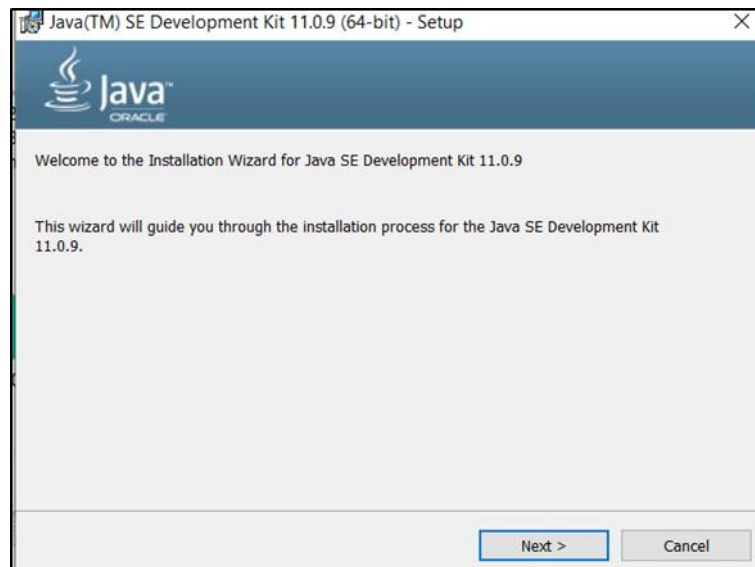 Java(TM) SE Development Kit 11.0.9 (64-bit) - Setup
Java™
ORACLE
Welcome to the Installation Wizard for Java SE Development Kit 11.0.9
This wizard will guide you through the installation process for the Java SE Development Kit
11.0.9.
Next >
Cancel